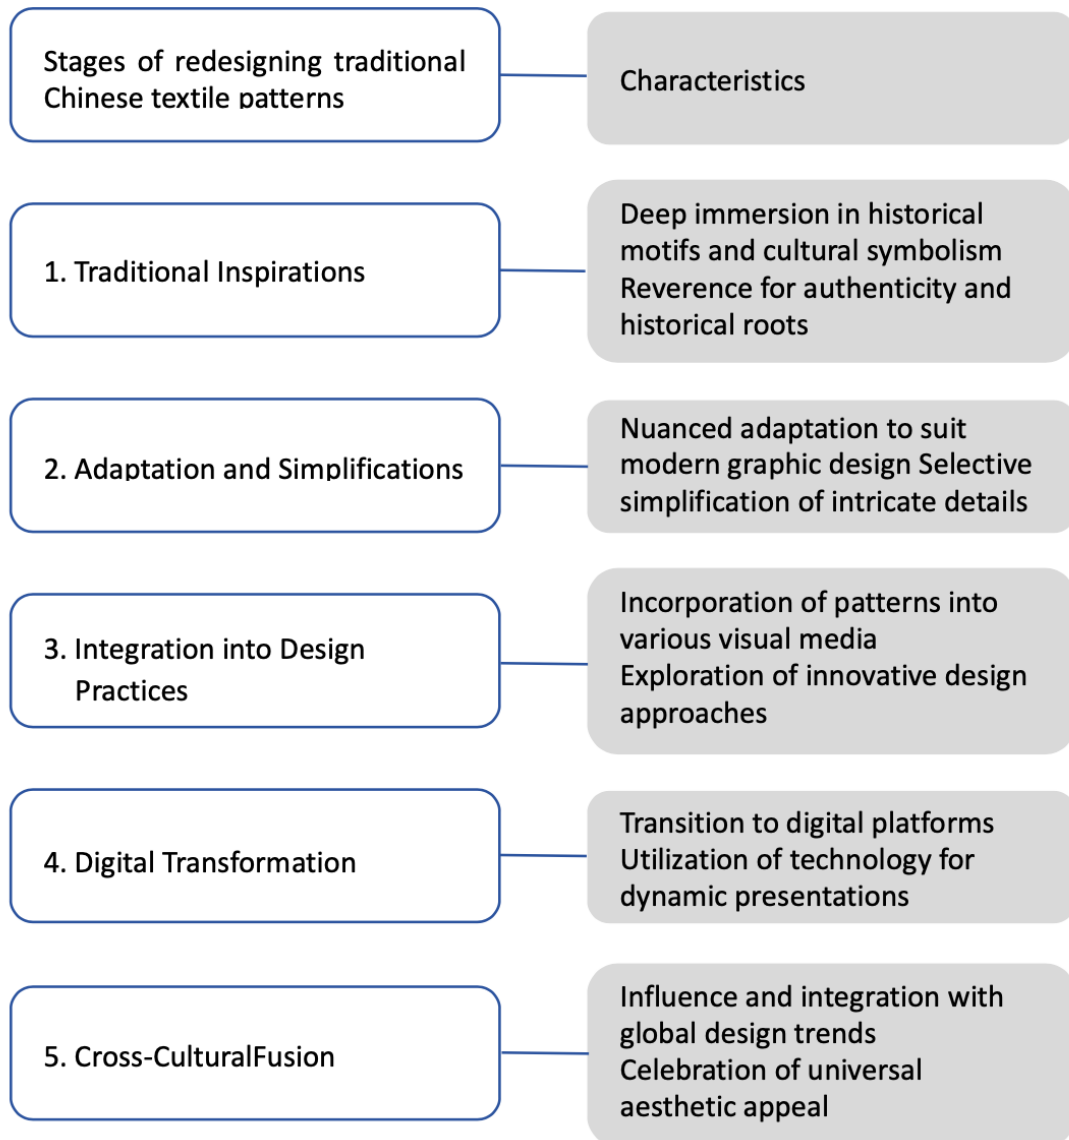 Stages of redesigning traditional
Chinese textile patterns
Characteristics
1. Traditional Inspirations
Deep immersion in historical
motifs and cultural symbolism
Reverence for authenticity and
historical roots
2. Adaptation and Simplifications
Nuanced adaptation to suit
modern graphic design Selective
simplification of intricate details
3. Integration into Design
Practices
Incorporation of patterns into
various visual media
Exploration of innovative design
approaches
4. Digital Transformation
Transition to digital platforms
Utilization of technology for
dynamic presentations
5. Cross-CulturalFusion
Influence and integration with
global design trends
Celebration of universal
aesthetic appeal